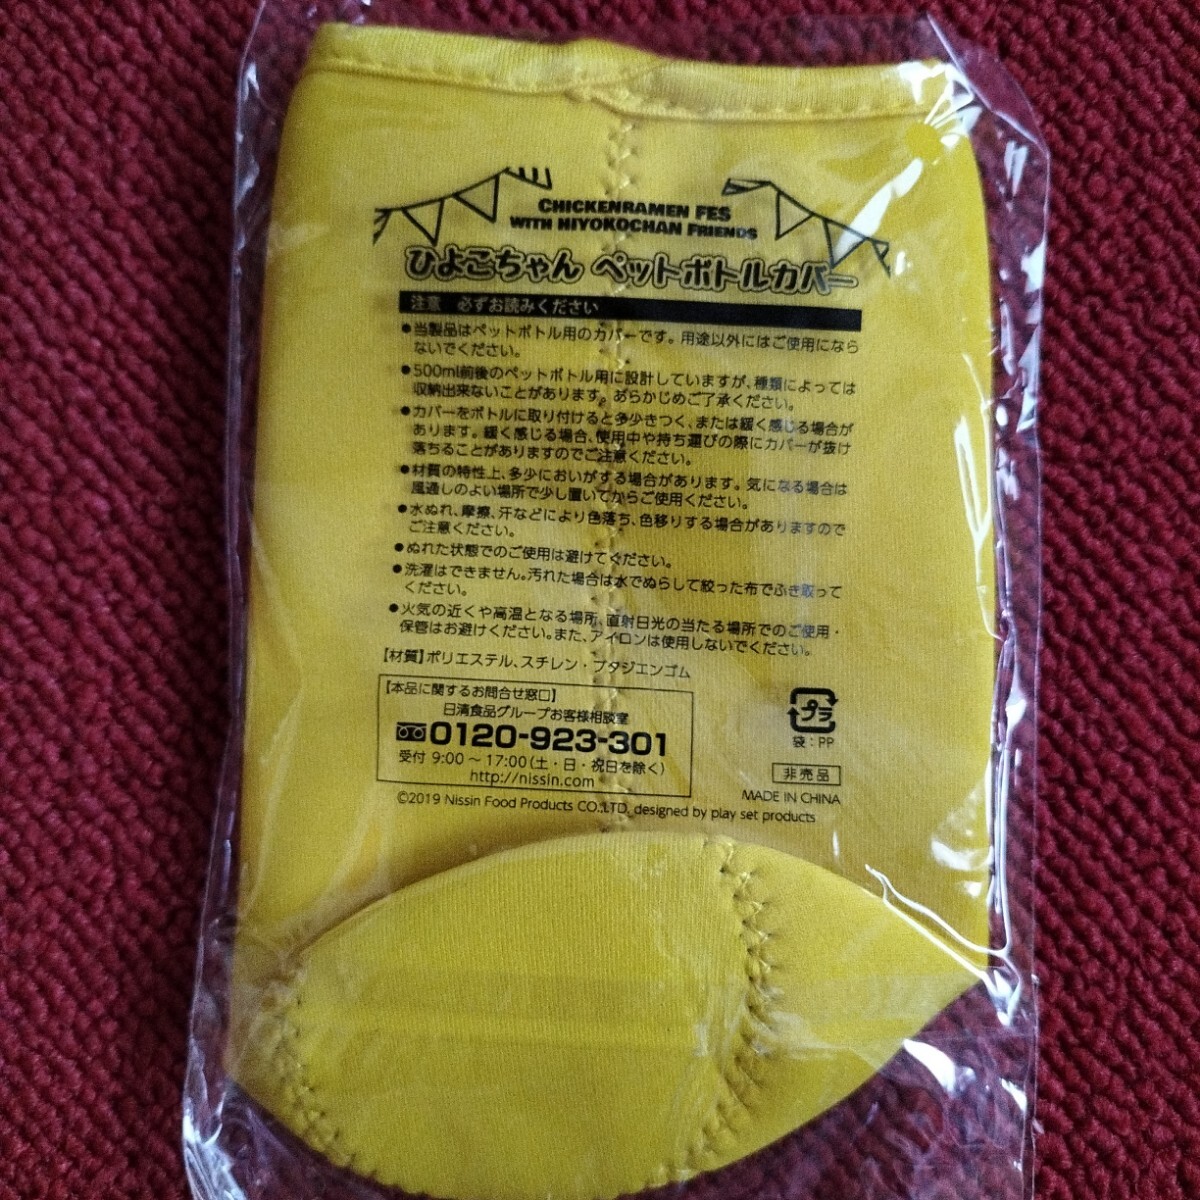 CHICKENRAMEN FES
WITH HIYOKOCHAN FRIENDS
ひよこちゃん ペットボトルカバー
注意 必ずお読みください
●当製品はペットボトル用のカバーです。用途以外にはご使用になら
ないでください。
●500ml前後のペットボトル用に設計していますが、種類によっては
収納出来ないことがあります。あらかじめご了承ください。
●カバーをボトルに取り付けると多少きつく、または緩く感じる場合が
あります。緩く感じる場合、使用中や持ち運びの際にカバーが抜け
落ちることがありますのでご注意ください。
●材質の特性上、多少においがする場合があります。気になる場合は
風通しのよい場所で少し置いてからご使用ください。
●水ぬれ、摩擦、汗などにより色落ち、色移りする場合がありますので
ご注意ください。
●ぬれた状態でのご使用は避けてください。
●洗濯はできません。汚れた場合は水でぬらして絞った布でふき取って
ください。
●火気の近くや高温となる場所、直射日光の当たる場所でのご使用・
保管はお避けください。また、アイロンは使用しないでください。
【材質】ポリエステル、スチレン・ブタジエンゴム
【本品に関するお問合せ窓口】
日清食品グループお客様相談室
0120-923-301
受付 9:00～17:00(土・日・祝日を除く)
http://nissin.com
プラ
袋:PP
非売品
MADE IN CHINA
©2019 Nissin Food Products CO.,LTD. designed by play set products